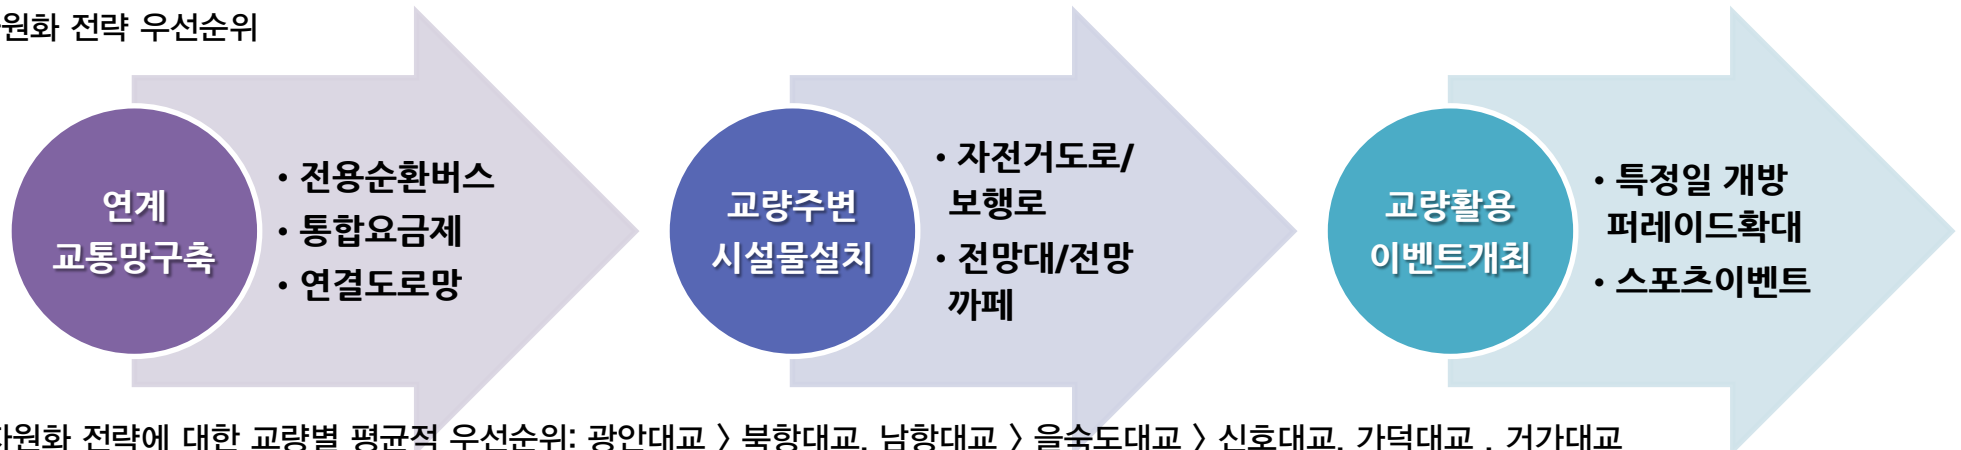 원화 전략 우선순위
연계
교통망구축
• 전용순환버스
• 통합요금제
• 연결도로망
교량주변
시설물설치
• 자전거도로/
보행로
• 전망대/전망
까페
교량활용
이벤트개최
• 특정일 개방
퍼레이드확대
• 스포츠이벤트
자원화 전략에 대한 교량별 평균적 우선순위: 광안대교 > 북항대교, 남항대교 > 을숙도대교 > 신호대교, 가덕대교 , 거가대교